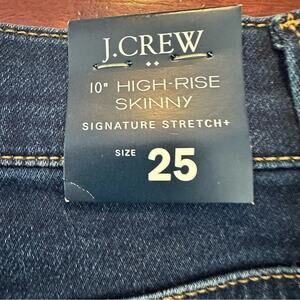 J.CREW
10" HIGH-RISE
SKINNY
SIGNATURE STRETCH+
SIZE 25